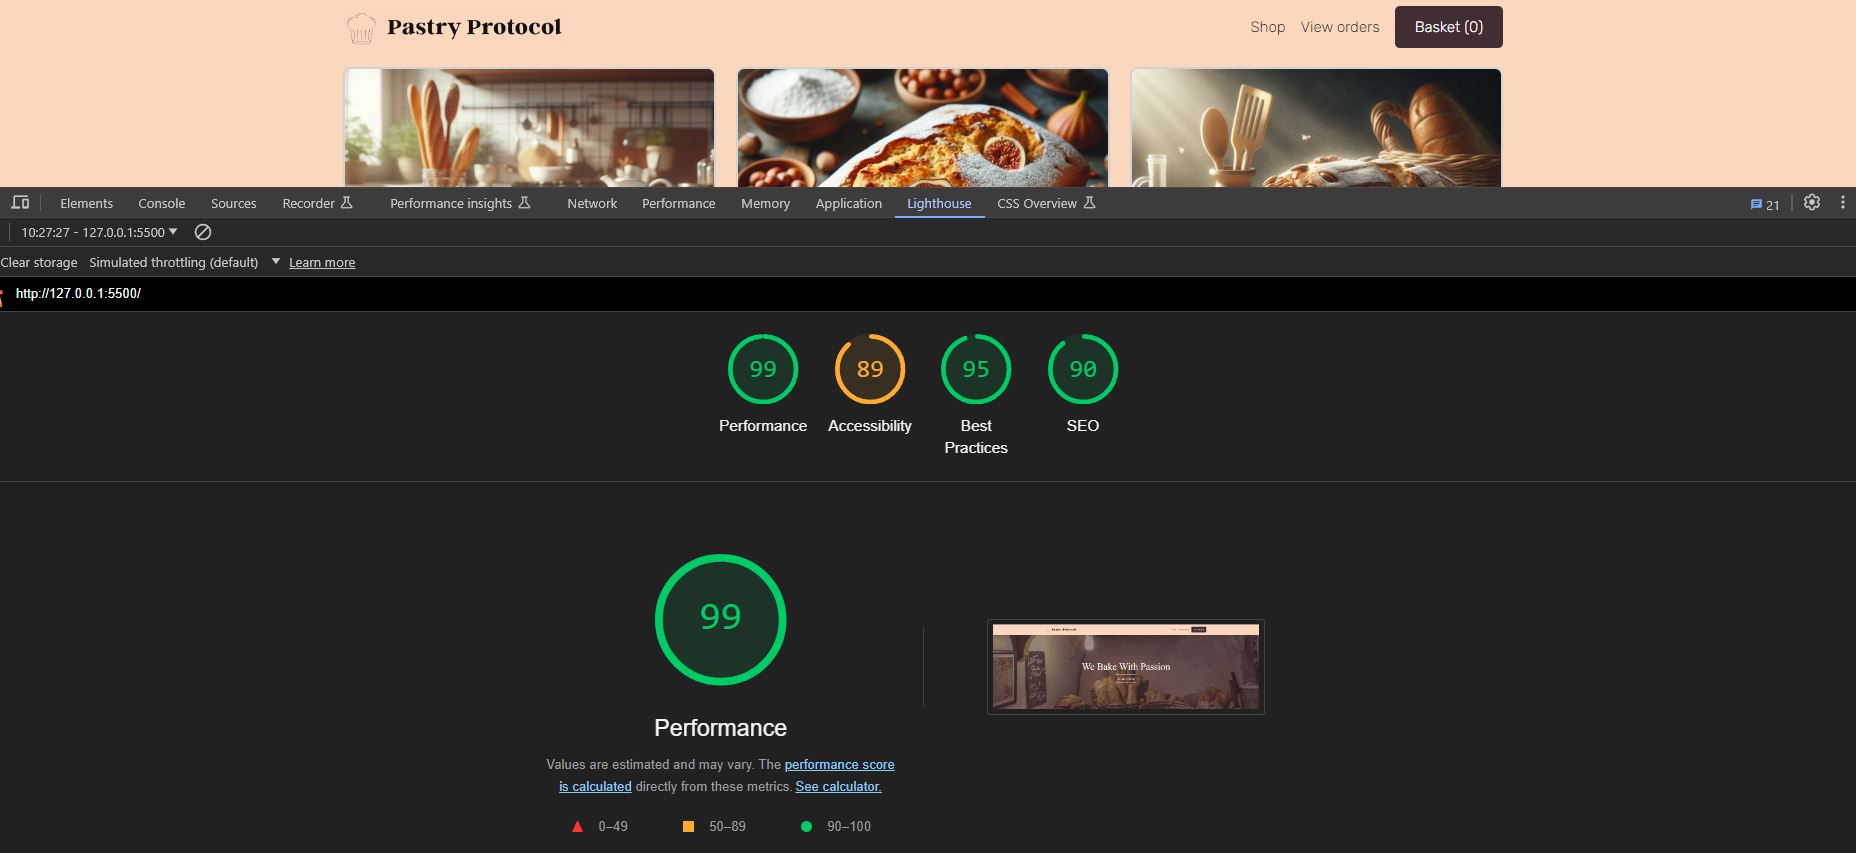 Pastry Protocol
Shop View orders Basket (0)
Elements Console Sources Recorder Performance insights Network Performance Memory Application Lighthouse CSS Overview 21
10:27:27 - 127.0.0.1:5500
Clear storage Simulated throttling (default) Learn more
http://127.0.0.1:5500/
99 89 95 90
Performance Accessibility Best Practices SEO
99
We Bake With Passion
Performance
Values are estimated and may vary. The performance score
is calculated directly from these metrics. See calculator.
0–49 50–89 90–100